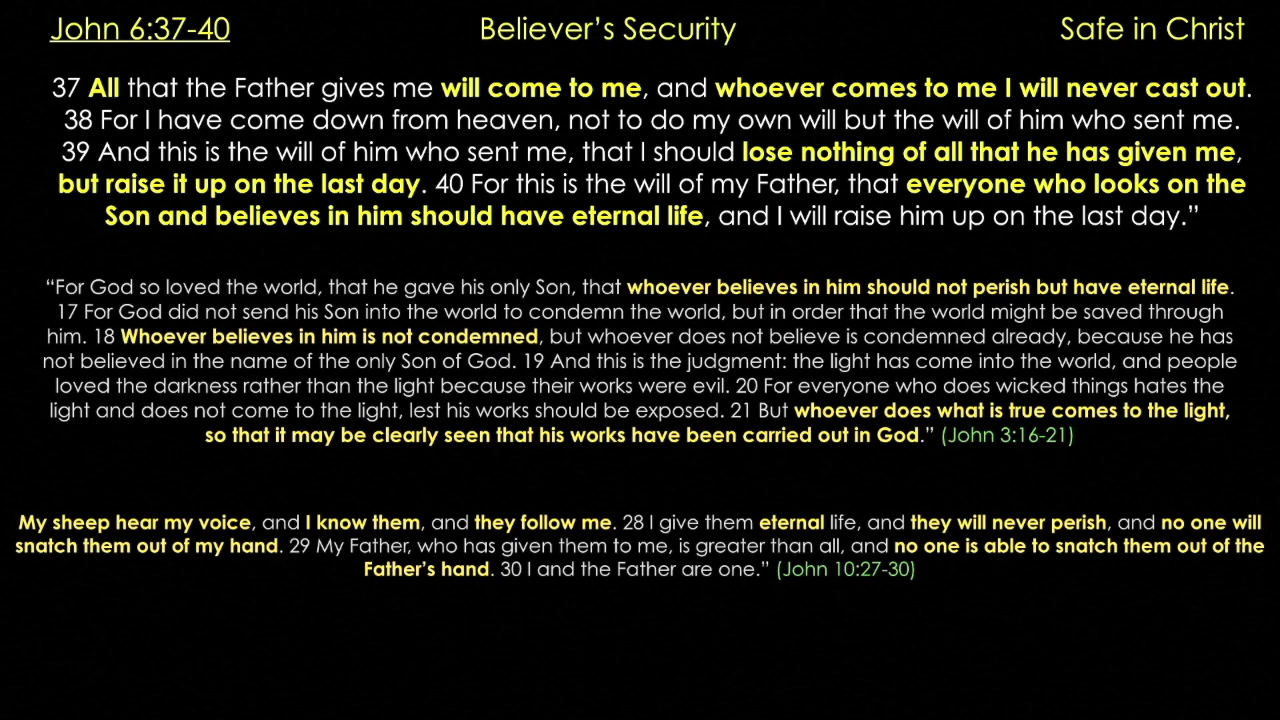 John 6:37-40 Believer’s Security Safe in Christ
37 All that the Father gives me will come to me, and whoever comes to me I will never cast out.
38 For I have come down from heaven, not to do my own will but the will of him who sent me.
39 And this is the will of him who sent me, that I should lose nothing of all that he has given me,
but raise it up on the last day. 40 For this is the will of my Father, that everyone who looks on the
Son and believes in him should have eternal life, and I will raise him up on the last day.”
“For God so loved the world, that he gave his only Son, that whoever believes in him should not perish but have eternal life.
17 For God did not send his Son into the world to condemn the world, but in order that the world might be saved through
him. 18 Whoever believes in him is not condemned, but whoever does not believe is condemned already, because he has
not believed in the name of the only Son of God. 19 And this is the judgment: the light has come into the world, and people
loved the darkness rather than the light because their works were evil. 20 For everyone who does wicked things hates the
light and does not come to the light, lest his works should be exposed. 21 But whoever does what is true comes to the light,
so that it may be clearly seen that his works have been carried out in God.” (John 3:16-21)
My sheep hear my voice, and I know them, and they follow me. 28 I give them eternal life, and they will never perish, and no one will
snatch them out of my hand. 29 My Father, who has given them to me, is greater than all, and no one is able to snatch them out of the
Father’s hand. 30 I and the Father are one.” (John 10:27-30)